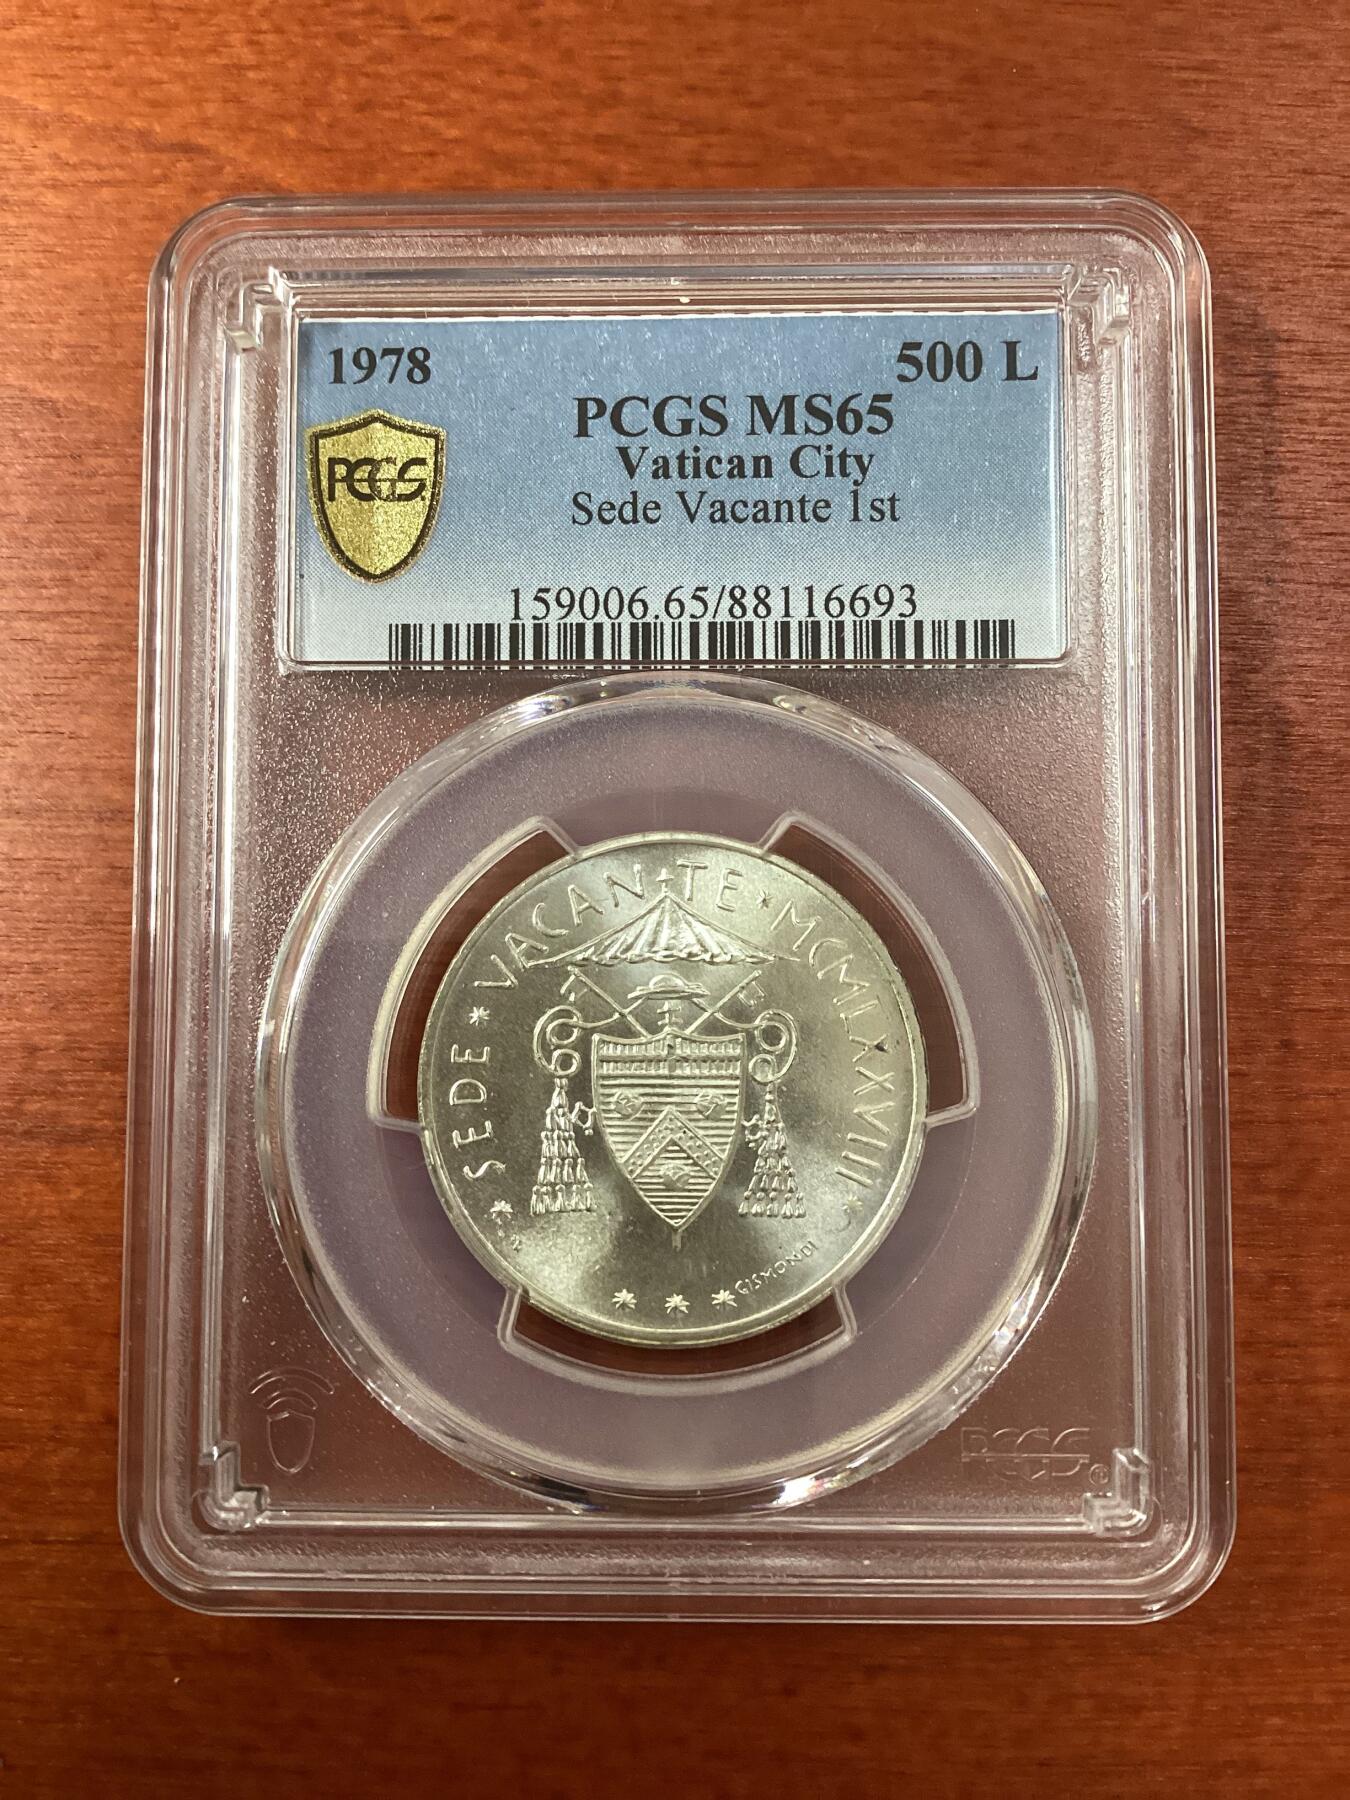 1978
500 L
PCGS MS65
Vatican City
Sede Vacante 1st
PCGS
159006.65/88116693
SEDE * VACANTE * MCMLXXVIII *
GISMONDI
PCGS